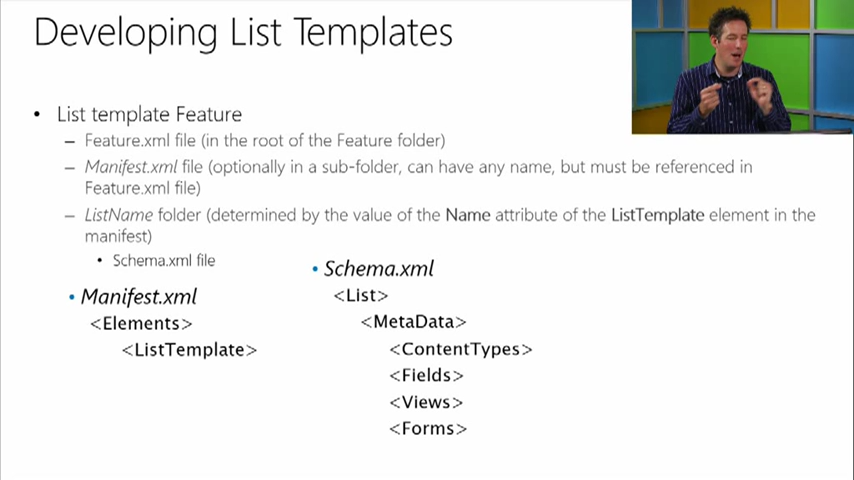 Developing List Templates
• List template Feature
– Feature.xml file (in the root of the Feature folder)
– Manifest.xml file (optionally in a sub-folder, can have any name, but must be referenced in
Feature.xml file)
– ListName folder (determined by the value of the Name attribute of the ListTemplate element in the
manifest)
• Schema.xml file
• Manifest.xml
<Elements>
<ListTemplate>
• Schema.xml
<List>
<MetaData>
<ContentTypes>
<Fields>
<Views>
<Forms>